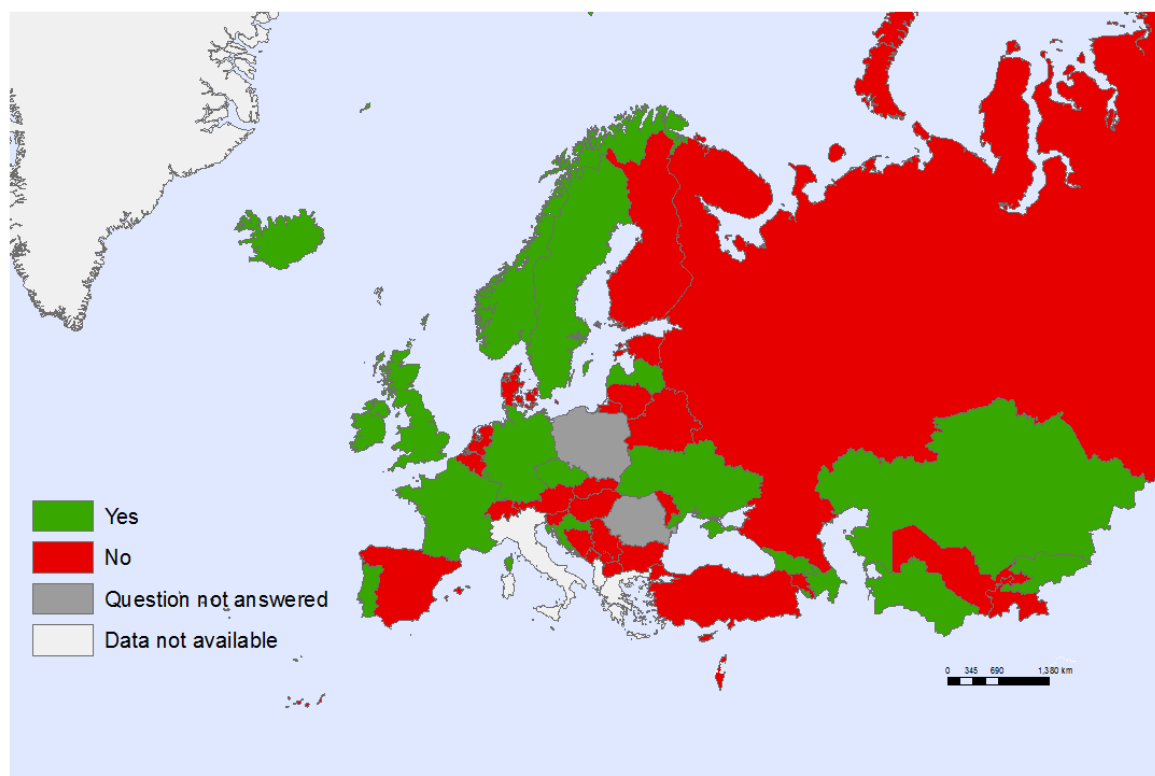 Yes
No
Question not answered
Data not available
0 345 690 1,380 km